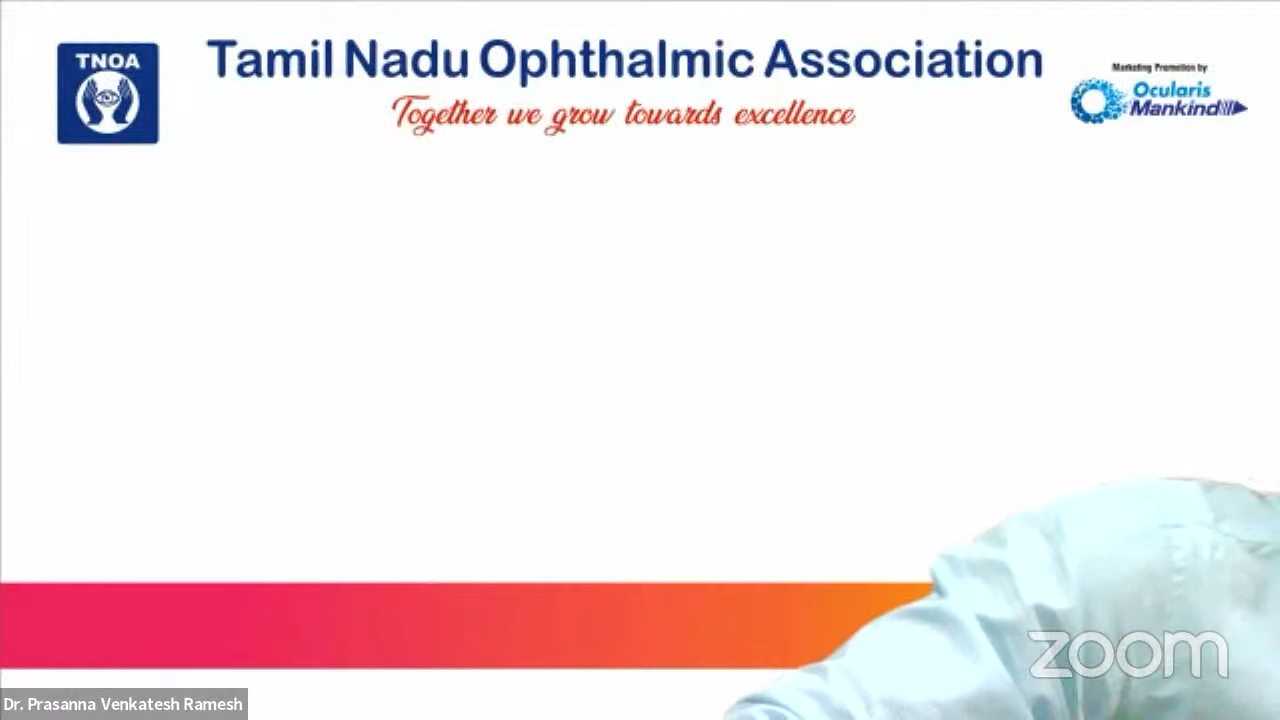 TNOA
Tamil Nadu Ophthalmic Association
Together we grow towards excellence
Marketing Promotion by
Ocularis
Mankind
zoom
Dr. Prasanna Venkatesh Ramesh